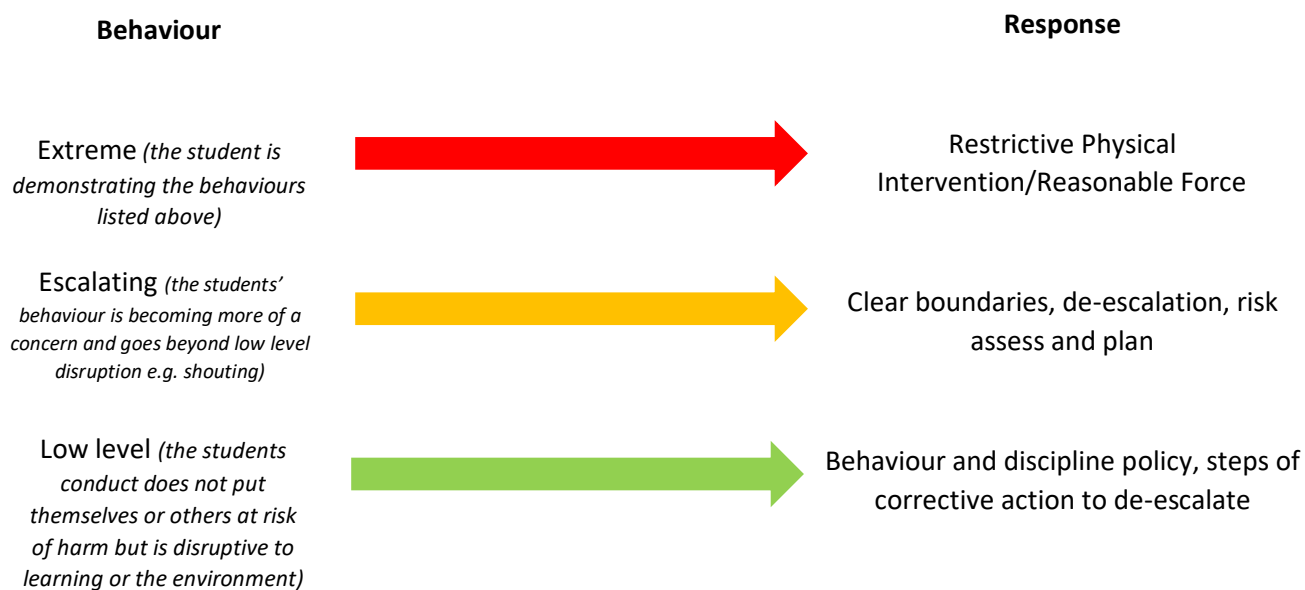 Behaviour
Response
Extreme (the student is
demonstrating the behaviours
listed above)
Restrictive Physical
Intervention/Reasonable Force
Escalating (the students’
behaviour is becoming more of a
concern and goes beyond low level
disruption e.g. shouting)
Clear boundaries, de-escalation, risk
assess and plan
Low level (the students
conduct does not put
themselves or others at risk
of harm but is disruptive to
learning or the environment)
Behaviour and discipline policy, steps of
corrective action to de-escalate